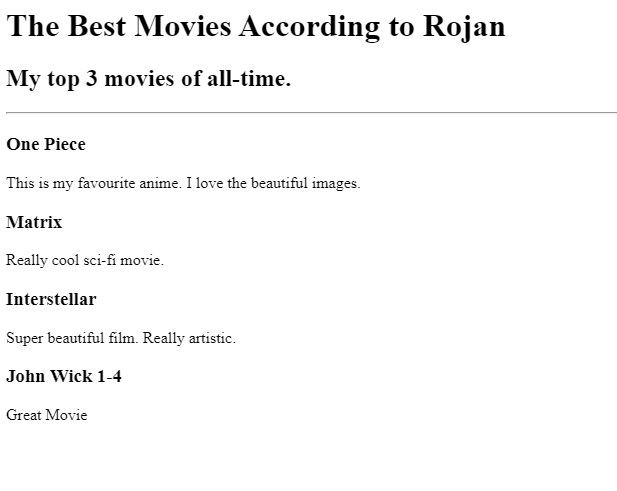 The Best Movies According to Rojan
My top 3 movies of all-time.
One Piece
This is my favourite anime. I love the beautiful images.
Matrix
Really cool sci-fi movie.
Interstellar
Super beautiful film. Really artistic.
John Wick 1-4
Great Movie